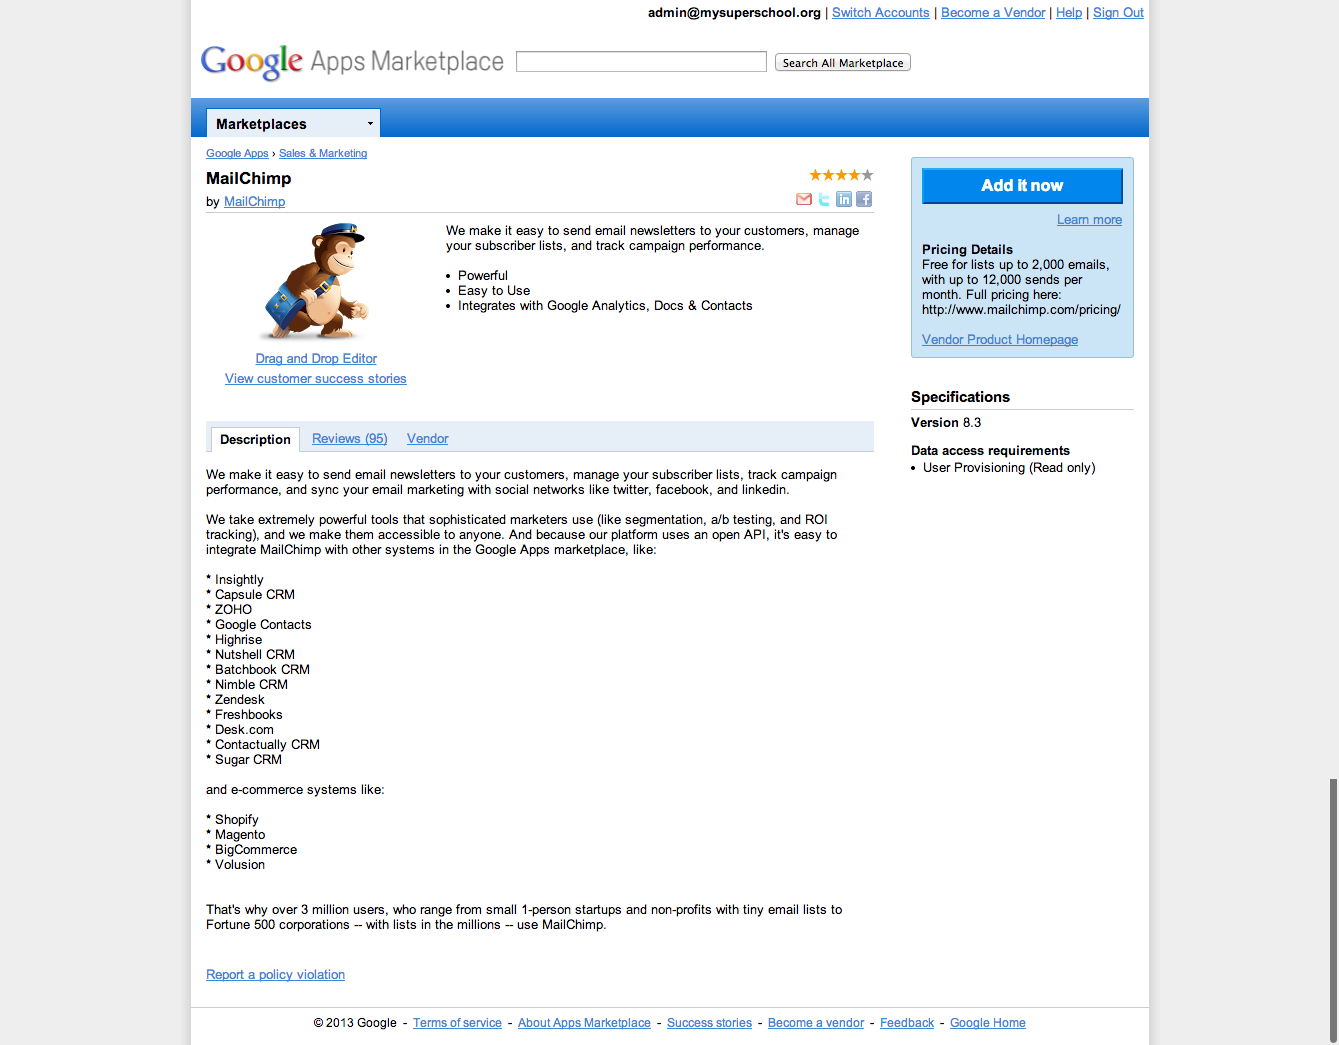 admin@mysuperschool.org | Switch Accounts | Become a Vendor | Help | Sign Out
Google Apps Marketplace
Search All Marketplace
Marketplaces
Google Apps › Sales & Marketing
MailChimp
by MailChimp
We make it easy to send email newsletters to your customers, manage
your subscriber lists, and track campaign performance.
• Powerful
• Easy to Use
• Integrates with Google Analytics, Docs & Contacts
Drag and Drop Editor
View customer success stories
Add it now
Learn more
Pricing Details
Free for lists up to 2,000 emails,
with up to 12,000 sends per
month. Full pricing here:
http://www.mailchimp.com/pricing/
Vendor Product Homepage
Specifications
Version 8.3
Data access requirements
• User Provisioning (Read only)
Description Reviews (95) Vendor
We make it easy to send email newsletters to your customers, manage your subscriber lists, track campaign
performance, and sync your email marketing with social networks like twitter, facebook, and linkedin.
We take extremely powerful tools that sophisticated marketers use (like segmentation, a/b testing, and ROI
tracking), and we make them accessible to anyone. And because our platform uses an open API, it's easy to
integrate MailChimp with other systems in the Google Apps marketplace, like:
* Insightly
* Capsule CRM
* ZOHO
* Google Contacts
* Highrise
* Nutshell CRM
* Batchbook CRM
* Nimble CRM
* Zendesk
* Freshbooks
* Desk.com
* Contactually CRM
* Sugar CRM
and e-commerce systems like:
* Shopify
* Magento
* BigCommerce
* Volusion
That's why over 3 million users, who range from small 1-person startups and non-profits with tiny email lists to
Fortune 500 corporations -- with lists in the millions -- use MailChimp.
Report a policy violation
© 2013 Google - Terms of service - About Apps Marketplace - Success stories - Become a vendor - Feedback - Google Home